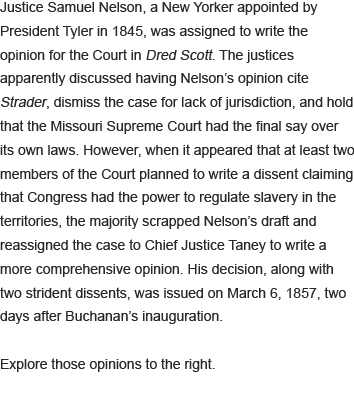 Justice Samuel Nelson, a New Yorker appointed by
President Tyler in 1845, was assigned to write the
opinion for the Court in Dred Scott. The justices
apparently discussed having Nelson's opinion cite
Strader, dismiss the case for lack of jurisdiction, and hold
that the Missouri Supreme Court had the final say over
its own laws. However, when it appeared that at least two
members of the Court planned to write a dissent claiming
that Congress had the power to regulate slavery in the
territories, the majority scrapped Nelson's draft and
reassigned the case to Chief Justice Taney to write a
more comprehensive opinion. His decision, along with
two strident dissents, was issued on March 6, 1857, two
days after Buchanan's inauguration.
Explore those opinions to the right.